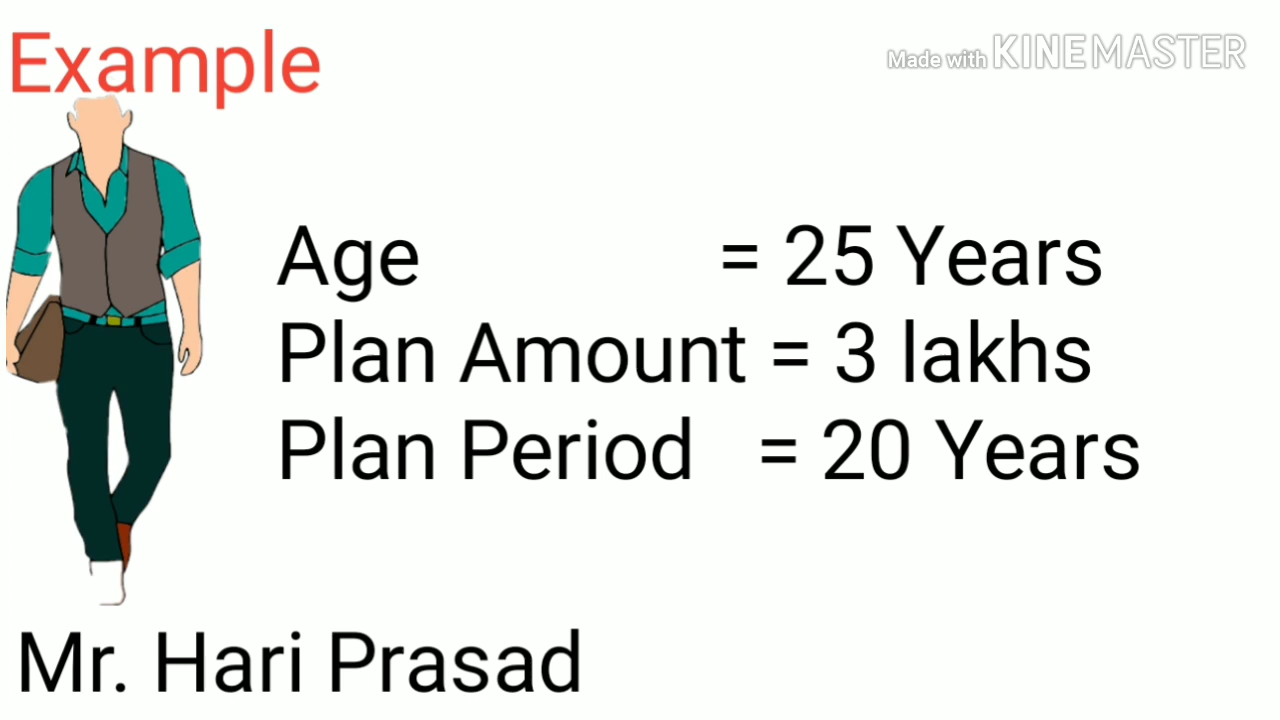 Example
Made with KINEMASTER
Age = 25 Years
Plan Amount = 3 lakhs
Plan Period = 20 Years
Mr. Hari Prasad